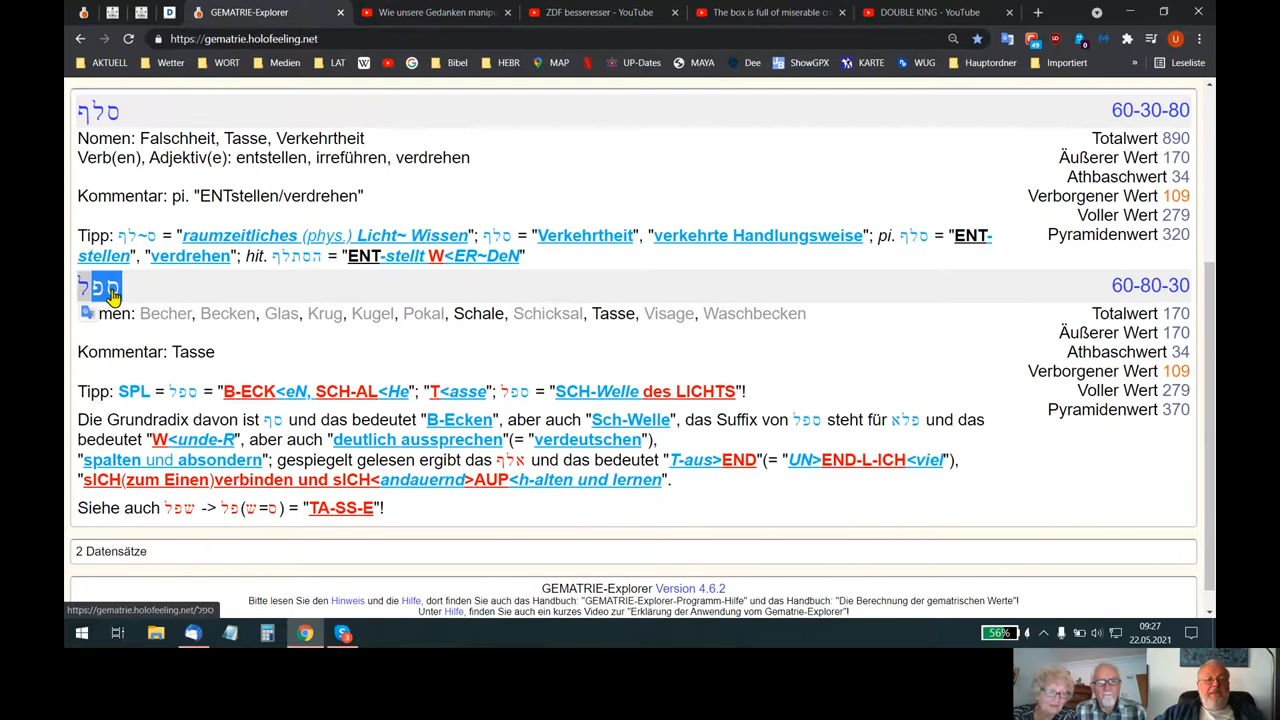 GEMATRIE-Explorer
Wie unsere Gedanken manip
ZDF besseresser - YouTube
The box is full of miserable cr
DOUBLE KING - YouTube
https://gematrie.holofeeling.net
AKTUELL Wetter WORT Medien LAT Bibel HEBR MAP UP-Dates MAYA Dee ShowGPX KARTE WUG Hauptordner Importiert » Leseliste
סלף 60-30-80
Nomen: Falschheit, Tasse, Verkehrtheit Totalwert 890
Verb(en), Adjektiv(e): entstellen, irreführen, verdrehen Äußerer Wert 170
Athbaschwert 34
Kommentar: pi. "ENTstellen/verdrehen" Verborgener Wert 109
Voller Wert 279
Tipp: ס~לף = "raumzeitliches (phys.) Licht~ Wissen"; סלף = "Verkehrtheit", "verkehrte Handlungsweise"; pi. סלף = "ENT- Pyramidenwert 320
stellen", "verdrehen"; hit. הסתלף = "ENT-stellt W<ER~DeN"
ספל 60-80-30
men: Becher, Becken, Glas, Krug, Kugel, Pokal, Schale, Schicksal, Tasse, Visage, Waschbecken Totalwert 170
Äußerer Wert 170
Kommentar: Tasse Athbaschwert 34
Verborgener Wert 109
Tipp: SPL = ספל = "B-ECK<eN, SCH-AL<He"; "T<asse"; ספל = "SCH-Welle des LICHTS"! Voller Wert 279
Pyramidenwert 370
Die Grundradix davon ist סף und das bedeutet "B-Ecken", aber auch "Sch-Welle", das Suffix von ספל steht für פלא und das
bedeutet "W<unde-R", aber auch "deutlich aussprechen(= "verdeutschen"),
"spalten und absondern"; gespiegelt gelesen ergibt das אלף und das bedeutet "T-aus>END(= "UN>END-L-ICH<viel"),
"sICH(zum Einen)verbinden und sICH<andauernd>AUP<h-alten und lernen".
Siehe auch שפל -> פל(ס=ש) = "TA-SS-E"!
2 Datensätze
GEMATRIE-Explorer Version 4.6.2
Bitte lesen Sie den Hinweis und die Hilfe, dort finden Sie auch das Handbuch: "GEMATRIE-Explorer-Programm-Hilfe" und das Handbuch: "Die Berechnung der gematrischen Werte"!
Unter Hilfe, finden Sie auch ein kurzes Video zur "Erklärung der Anwendung vom Gematrie-Explorer"!
https://gematrie.holofeeling.net/ספל
56%
09:27
22.05.2021